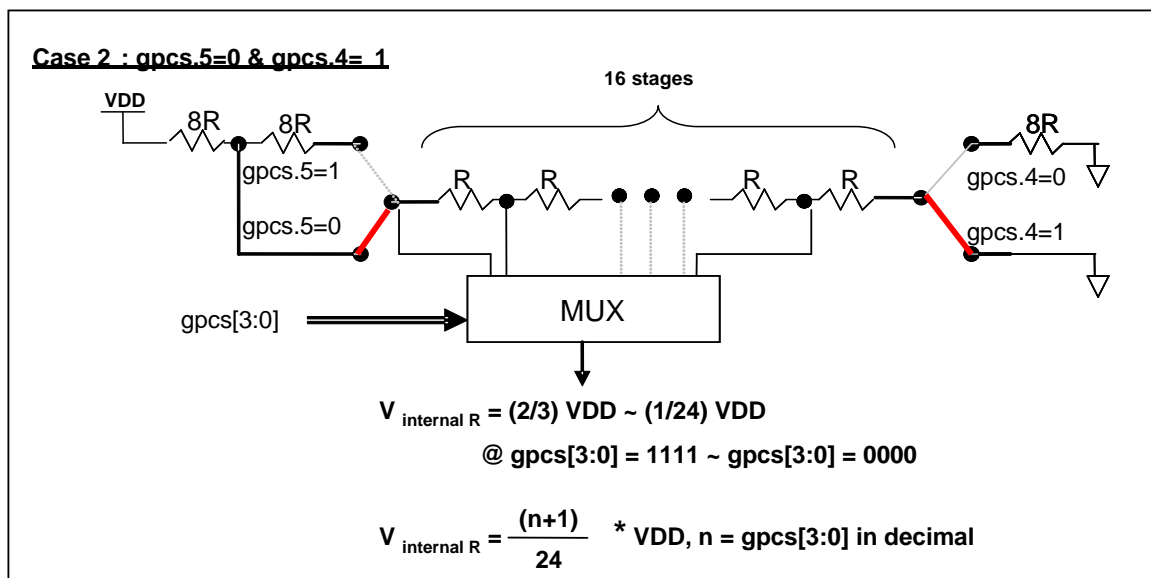 Case 2 : gpcs.5=0 & gpcs.4= 1
16 stages
VDD
8R 8R 8R
gpcs.5=1 R R R R gpcs.4=0
gpcs.5=0 gpcs.4=1
MUX
gpcs[3:0]
V internal R = (2/3) VDD ~ (1/24) VDD
@ gpcs[3:0] = 1111 ~ gpcs[3:0] = 0000
(n+1)
V internal R = * VDD, n = gpcs[3:0] in decimal
24